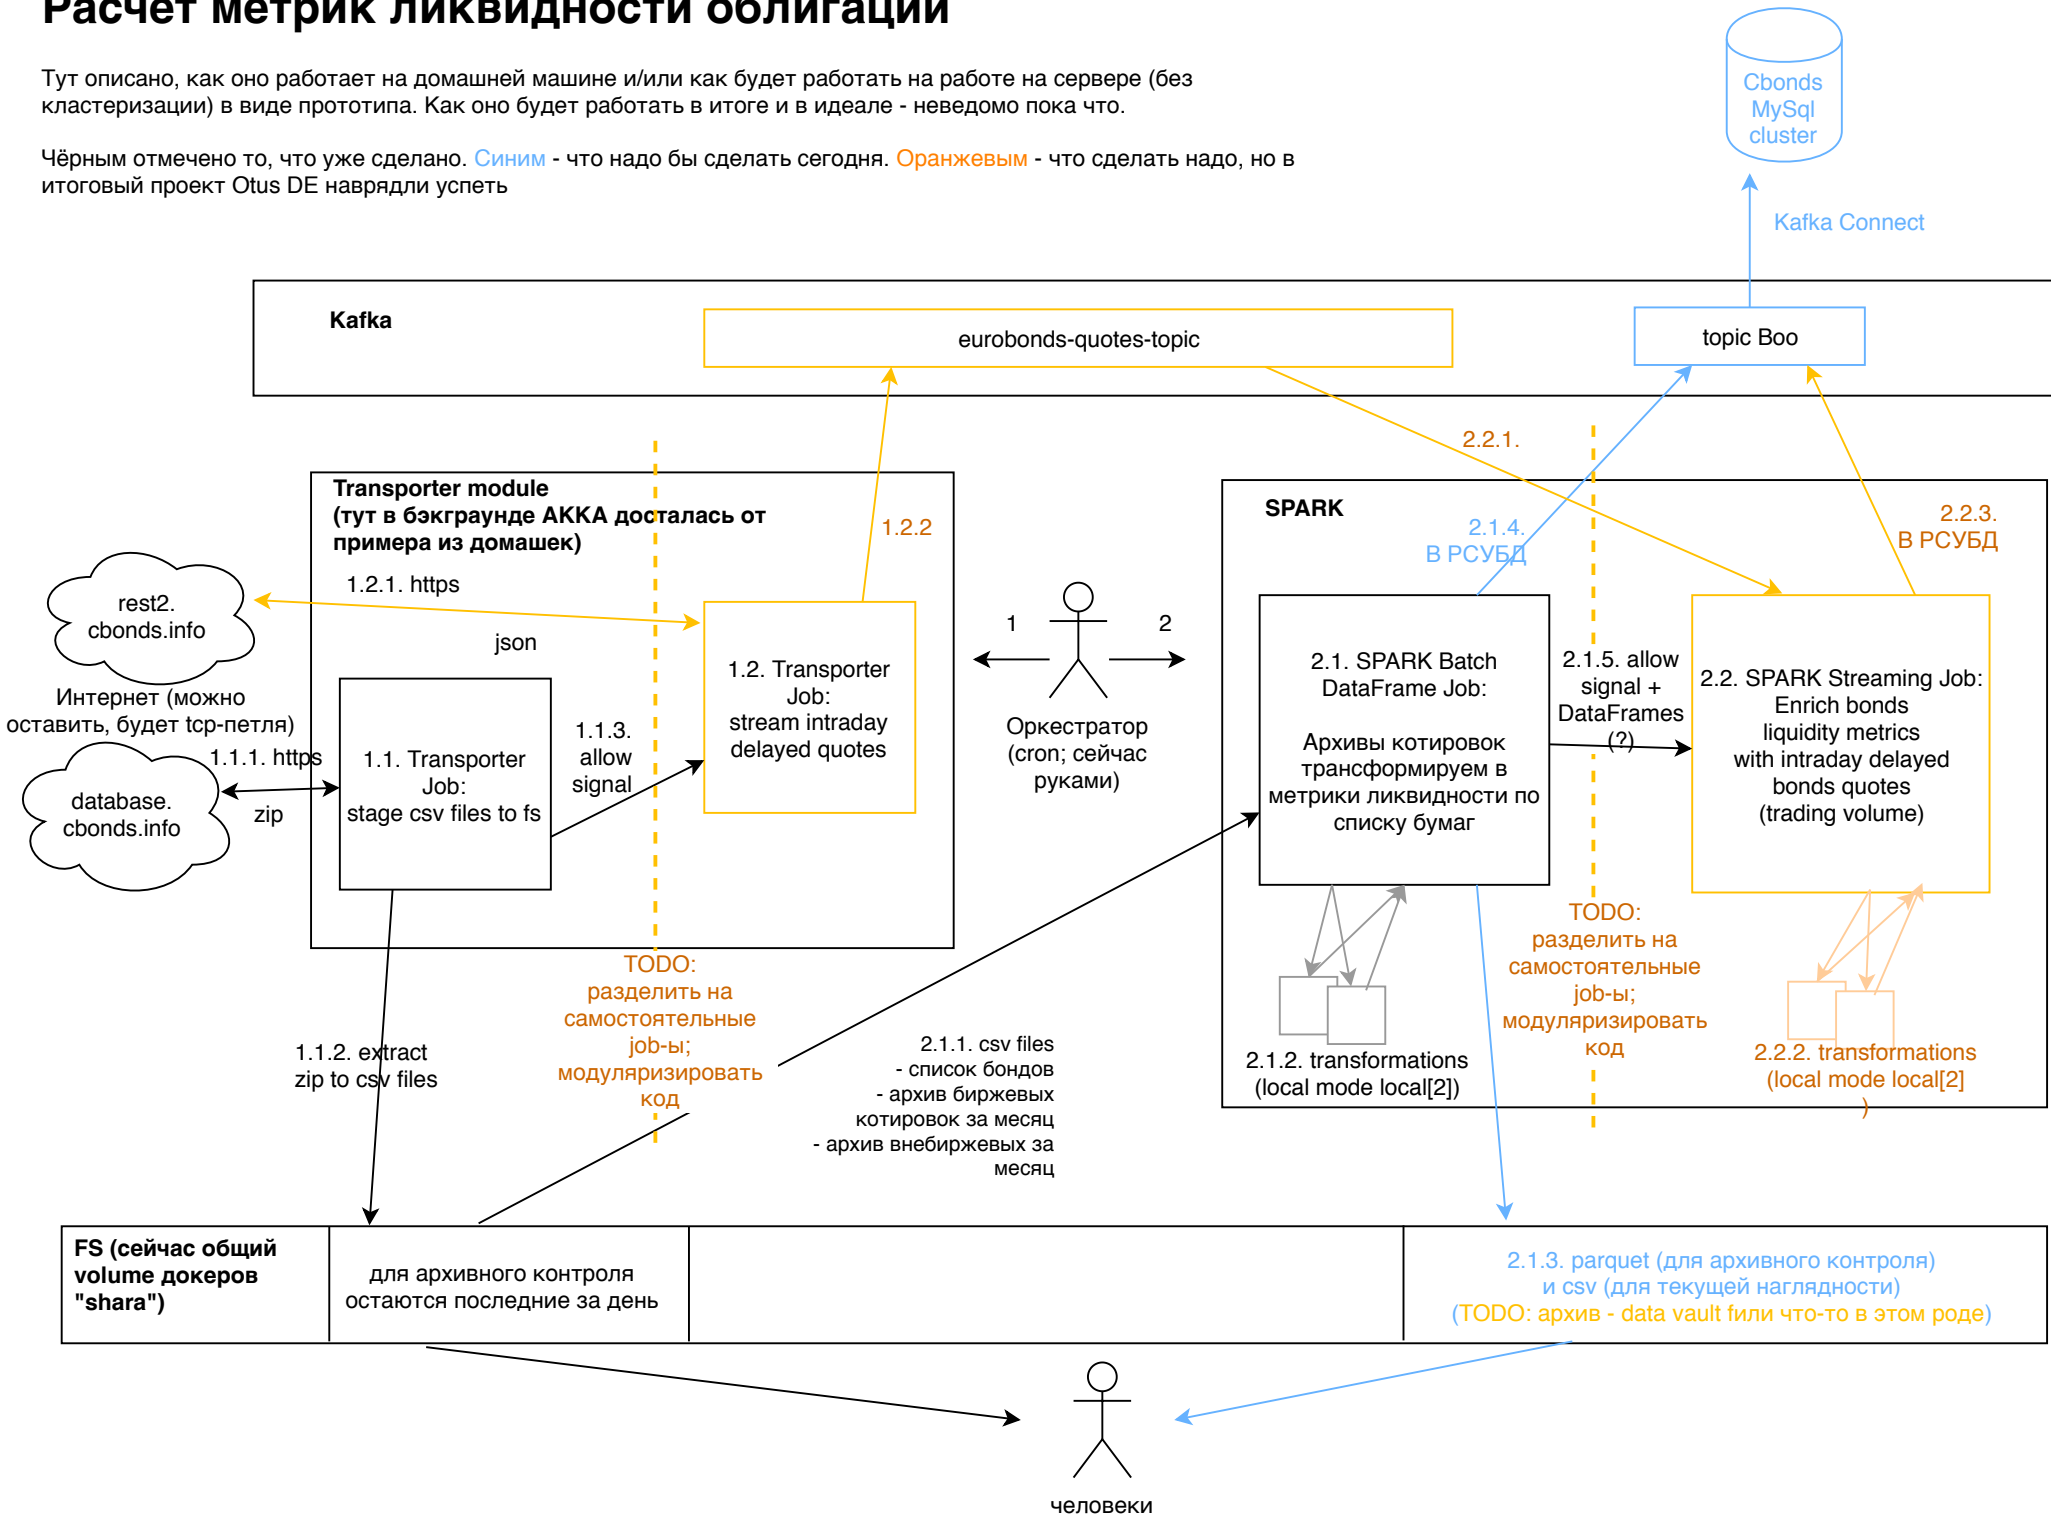 Расчет метрик ликвидности облигаций
Тут описано, как оно работает на домашней машине и/или как будет работать на работе на сервере (без
кластеризации) в виде прототипа. Как оно будет работать в итоге и в идеале - неведомо пока что.
Чёрным отмечено то, что уже сделано. Синим - что надо бы сделать сегодня. Оранжевым - что сделать надо, но в
итоговый проект Otus DE наврядли успеть
Cbonds
MySql
cluster
Kafka Connect
Kafka
eurobonds-quotes-topic
topic Boo
2.2.1.
Transporter module
(тут в бэкграунде АККА досталась от
примера из домашек)
1.2.2
SPARK
2.1.4.
В РСУБД
2.2.3.
В РСУБД
rest2.
cbonds.info
1.2.1. https
json
Интернет (можно
оставить, будет tcp-петля)
database.
cbonds.info
1.1.1. https
zip
1.1. Transporter
Job:
stage csv files to fs
1.1.3.
allow
signal
1.2. Transporter
Job:
stream intraday
delayed quotes
1
2
Оркестратор
(cron; сейчас
руками)
2.1. SPARK Batch
DataFrame Job:
Архивы котировок
трансформируем в
метрики ликвидности по
списку бумаг
2.1.5. allow
signal +
DataFrames
(?)
2.2. SPARK Streaming Job:
Enrich bonds
liquidity metrics
with intraday delayed
bonds quotes
(trading volume)
TODO:
разделить на
самостоятельные
job-ы;
модуляризировать
код
TODO:
разделить на
самостоятельные
job-ы;
модуляризировать
код
1.1.2. extract
zip to csv files
2.1.1. csv files
- список бондов
- архив биржевых
котировок за месяц
- архив внебиржевых за
месяц
2.1.2. transformations
(local mode local[2])
2.2.2. transformations
(local mode local[2]
)
FS (сейчас общий
volume докеров
"shara")
для архивного контроля
остаются последние за день
2.1.3. parquet (для архивного контроля)
и csv (для текущей наглядности)
(TODO: архив - data vault fили что-то в этом роде)
человеки